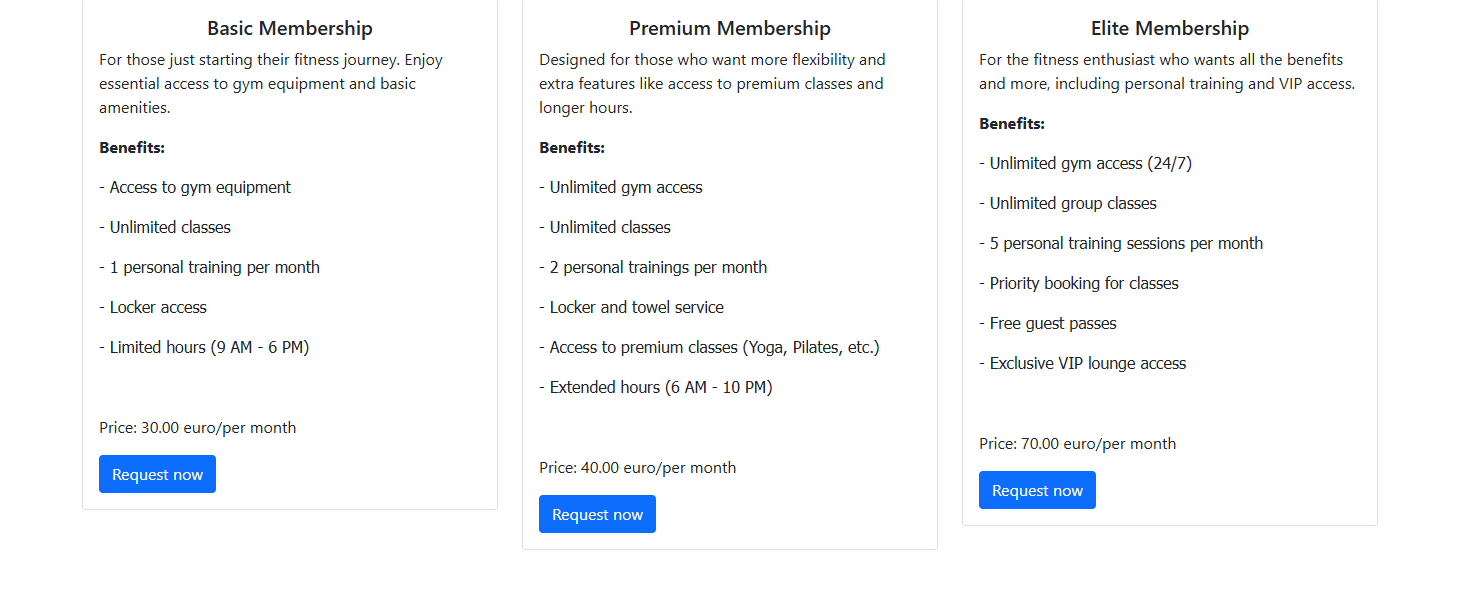 Basic Membership
For those just starting their fitness journey. Enjoy
essential access to gym equipment and basic
amenities.
Benefits:
- Access to gym equipment
- Unlimited classes
- 1 personal training per month
- Locker access
- Limited hours (9 AM - 6 PM)
Price: 30.00 euro/per month
Request now
Premium Membership
Designed for those who want more flexibility and
extra features like access to premium classes and
longer hours.
Benefits:
- Unlimited gym access
- Unlimited classes
- 2 personal trainings per month
- Locker and towel service
- Access to premium classes (Yoga, Pilates, etc.)
- Extended hours (6 AM - 10 PM)
Price: 40.00 euro/per month
Request now
Elite Membership
For the fitness enthusiast who wants all the benefits
and more, including personal training and VIP access.
Benefits:
- Unlimited gym access (24/7)
- Unlimited group classes
- 5 personal training sessions per month
- Priority booking for classes
- Free guest passes
- Exclusive VIP lounge access
Price: 70.00 euro/per month
Request now